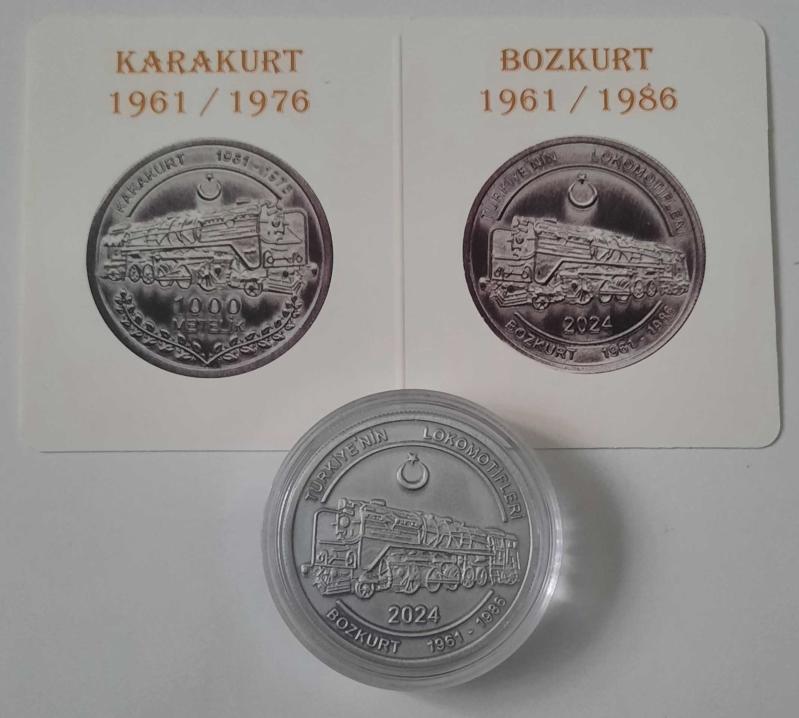 KARAKURT
1961 / 1976
KARAKURT 1961-1976
1000
METELİK
BOZKURT
1961 / 1986
TÜRKİYE'NİN LOKOMOTİFLERİ
2024
BOZKURT 1961 - 1986
TÜRKİYE'NİN LOKOMOTİFLERİ
2024
BOZKURT 1961 - 1986